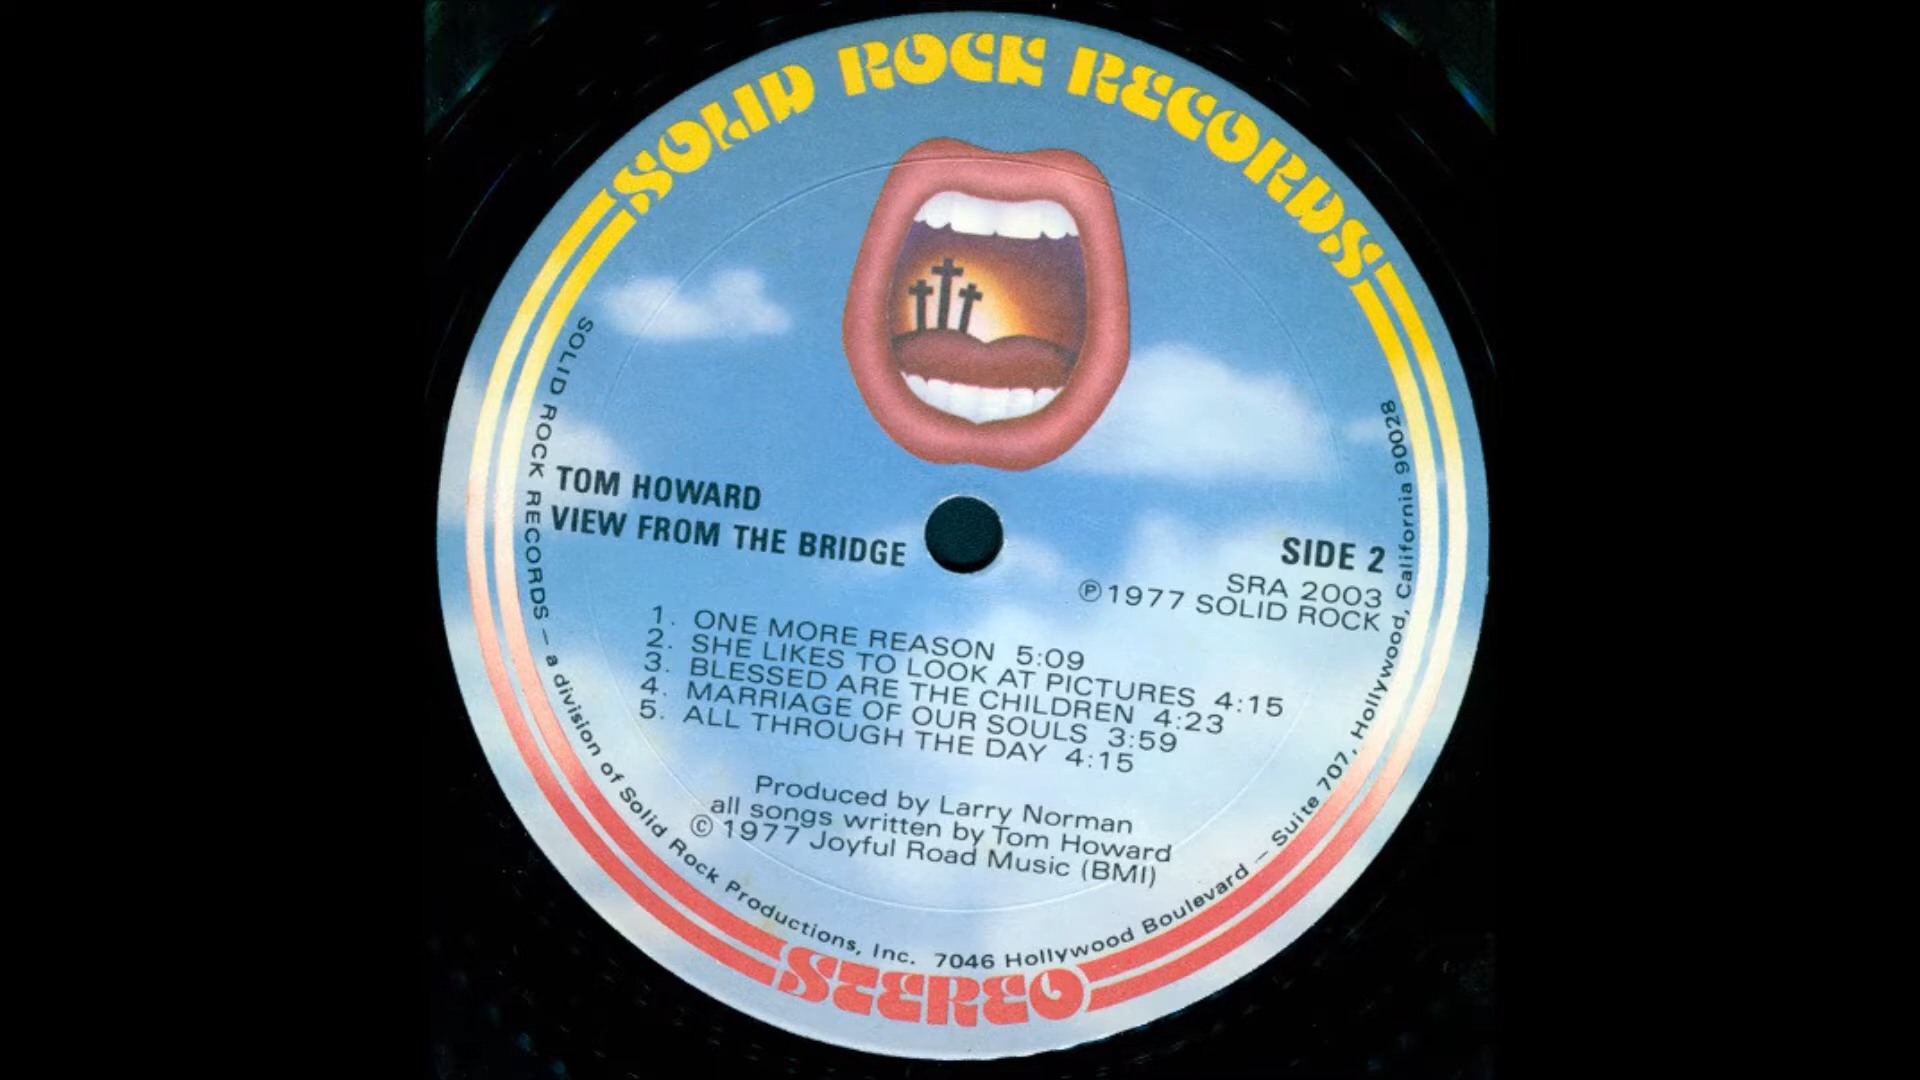 SOLID ROCK RECORDS
TOM HOWARD
VIEW FROM THE BRIDGE
SIDE 2
SRA 2003
Ⓟ1977 SOLID ROCK
1. ONE MORE REASON 5:09
2. SHE LIKES TO LOOK AT PICTURES 4:15
3. BLESSED ARE THE CHILDREN 4:23
4. MARRIAGE OF OUR SOULS 3:59
5. ALL THROUGH THE DAY 4:15
Produced by Larry Norman
all songs written by Tom Howard
© 1977 Joyful Road Music (BMI)
SOLID ROCK RECORDS – a division of Solid Rock Productions, Inc. 7046 Hollywood Boulevard – Suite 707, Hollywood, California 90028
STEREO